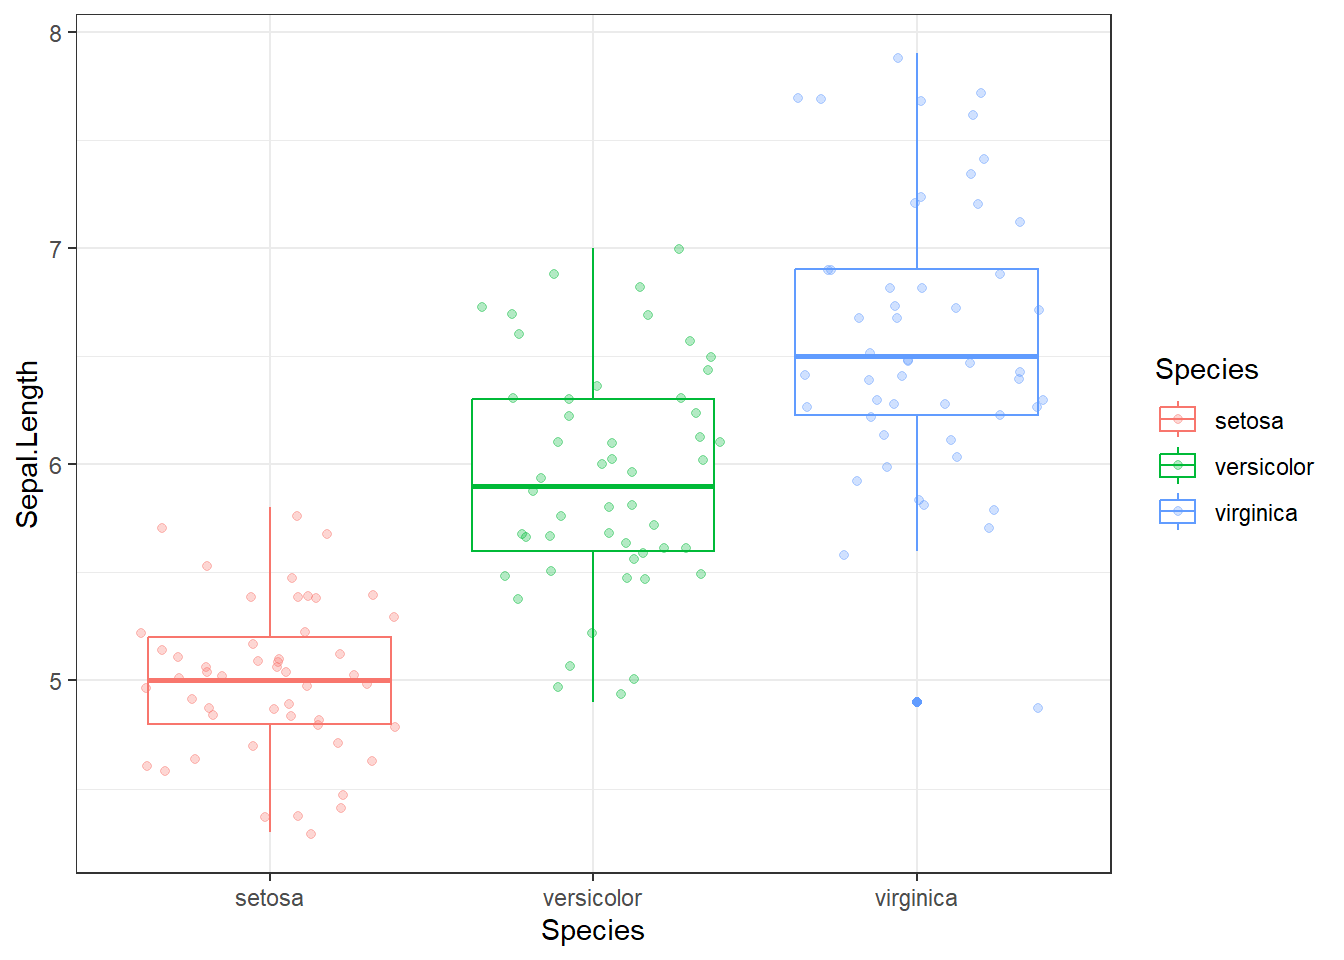 8
7
6
5
Sepal.Length
setosa
versicolor
virginica
Species
Species
setosa
versicolor
virginica